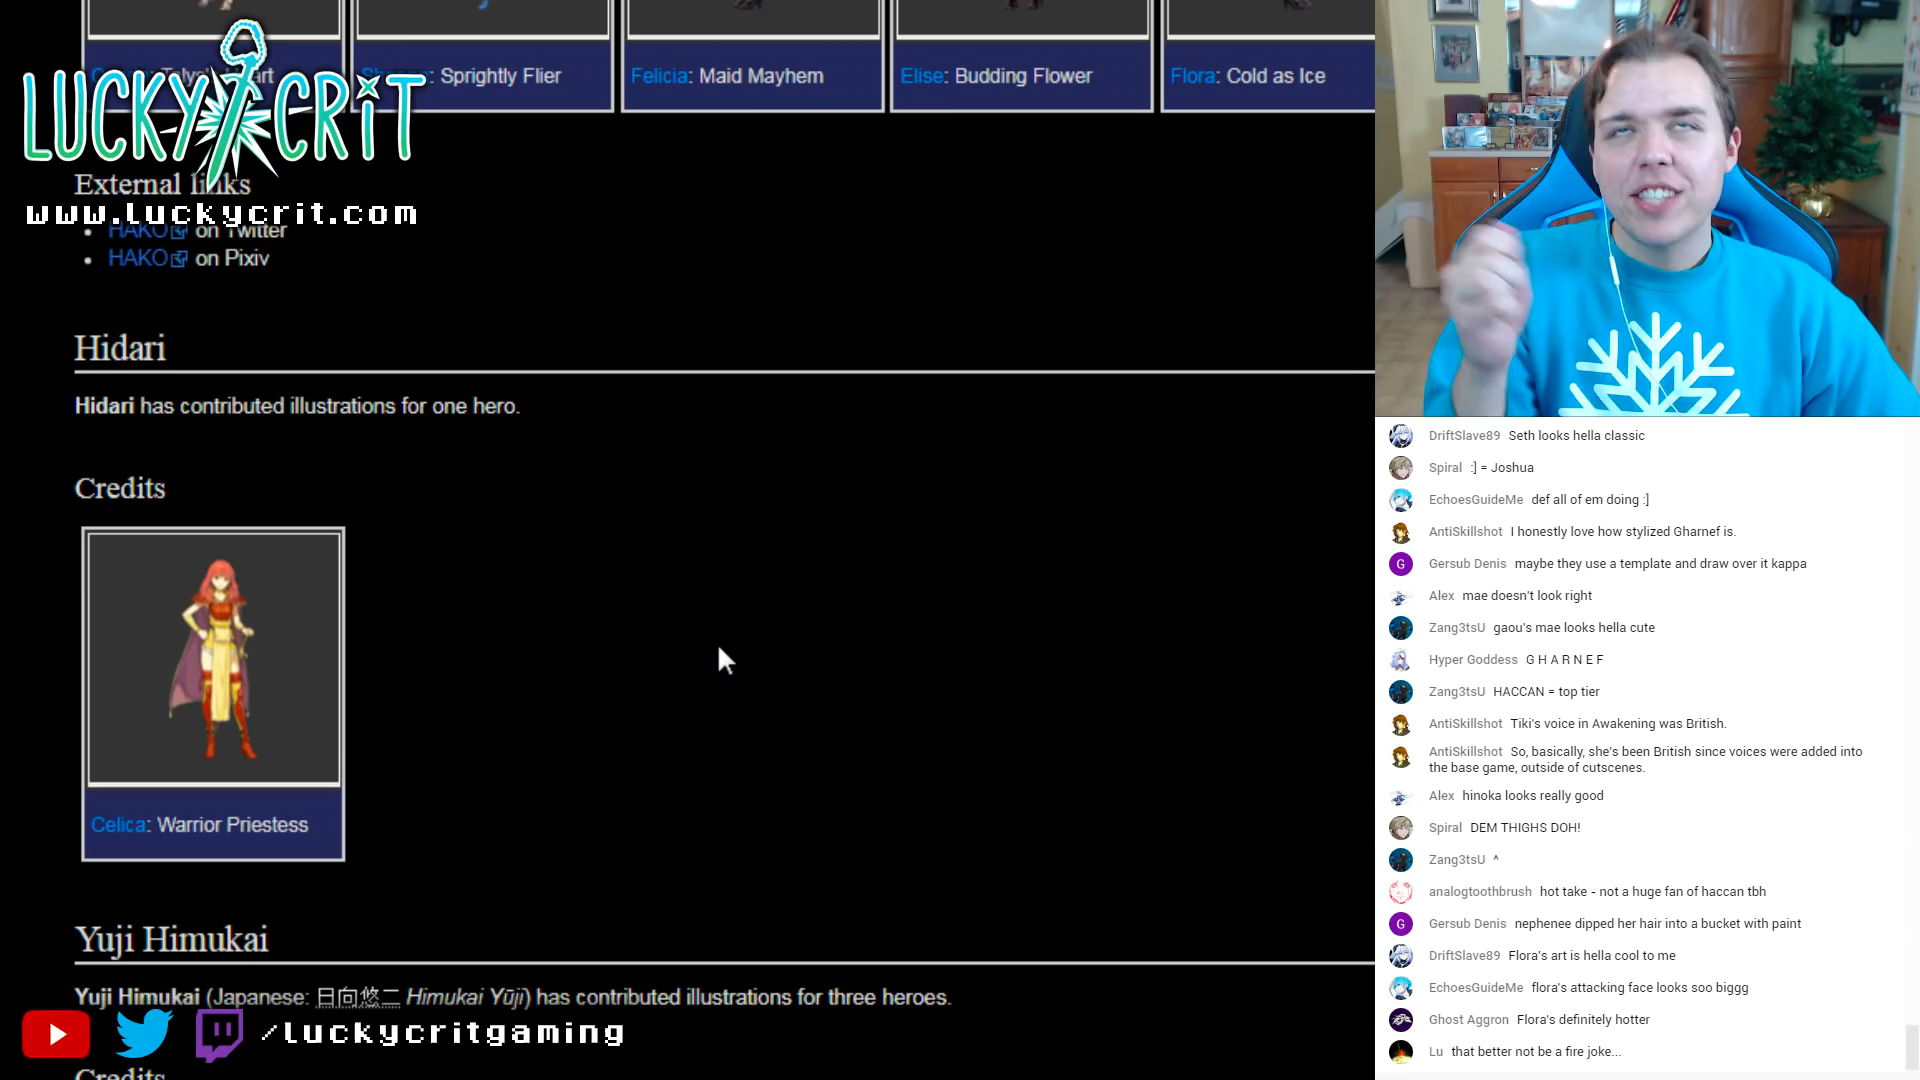 : Sprightly Flier
Felicia: Maid Mayhem
Elise: Budding Flower
Flora: Cold as Ice
LUCKY CRIT
External links
www.luckycrit.com
HAKO on Twitter
HAKO on Pixiv
Hidari
Hidari has contributed illustrations for one hero.
Credits
Celica: Warrior Priestess
Yuji Himukai
Yuji Himukai (Japanese: 日向悠二 Himukai Yūji) has contributed illustrations for three heroes.
/luckycritgaming
Credits
DriftSlave89 Seth looks hella classic
Spiral :] = Joshua
EchoesGuideMe def all of em doing :]
AntiSkillshot I honestly love how stylized Gharnef is.
G Gersub Denis maybe they use a template and draw over it kappa
Alex mae doesn't look right
Zang3tsU gaou's mae looks hella cute
Hyper Goddess G H A R N E F
Zang3tsU HACCAN = top tier
AntiSkillshot Tiki's voice in Awakening was British.
AntiSkillshot So, basically, she's been British since voices were added into
the base game, outside of cutscenes.
Alex hinoka looks really good
Spiral DEM THIGHS DOH!
Zang3tsU ^
analogtoothbrush hot take - not a huge fan of haccan tbh
G Gersub Denis nephenee dipped her hair into a bucket with paint
DriftSlave89 Flora's art is hella cool to me
EchoesGuideMe flora's attacking face looks soo biggg
Ghost Aggron Flora's definitely hotter
Lu that better not be a fire joke...